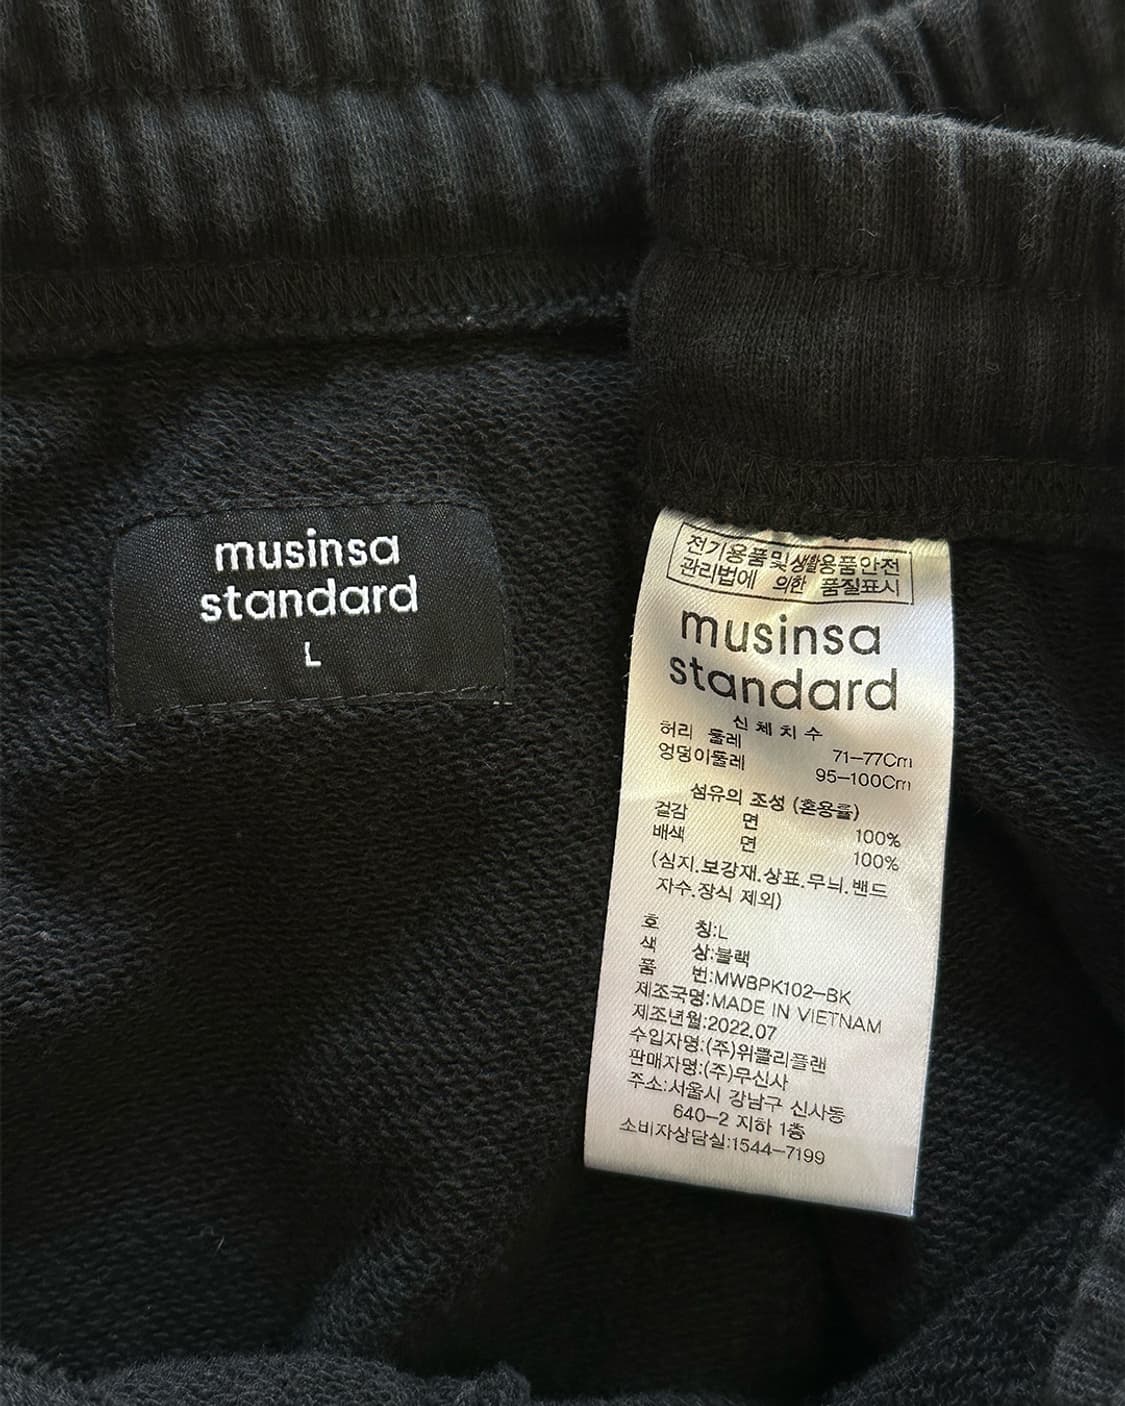 musinsa
standard
L
전기용품및생활용품안전
관리법에 의한 품질표시
musinsa
standard
신체치수
허리 둘레 71-77Cm
엉덩이둘레 95-100Cm
섬유의 조성 (혼용률)
겉감 면 100%
배색 면 100%
(심지.보강재.상표.무늬.밴드
자수.장식 제외)
호 칭:L
색 상:블랙
품 번:MWBPK102-BK
제조국명:MADE IN VIETNAM
제조년월:2022.07
수입자명:(주)위클리플랜
판매자명:(주)무신사
주소:서울시 강남구 신사동
640-2 지하 1층
소비자상담실:1544-7199